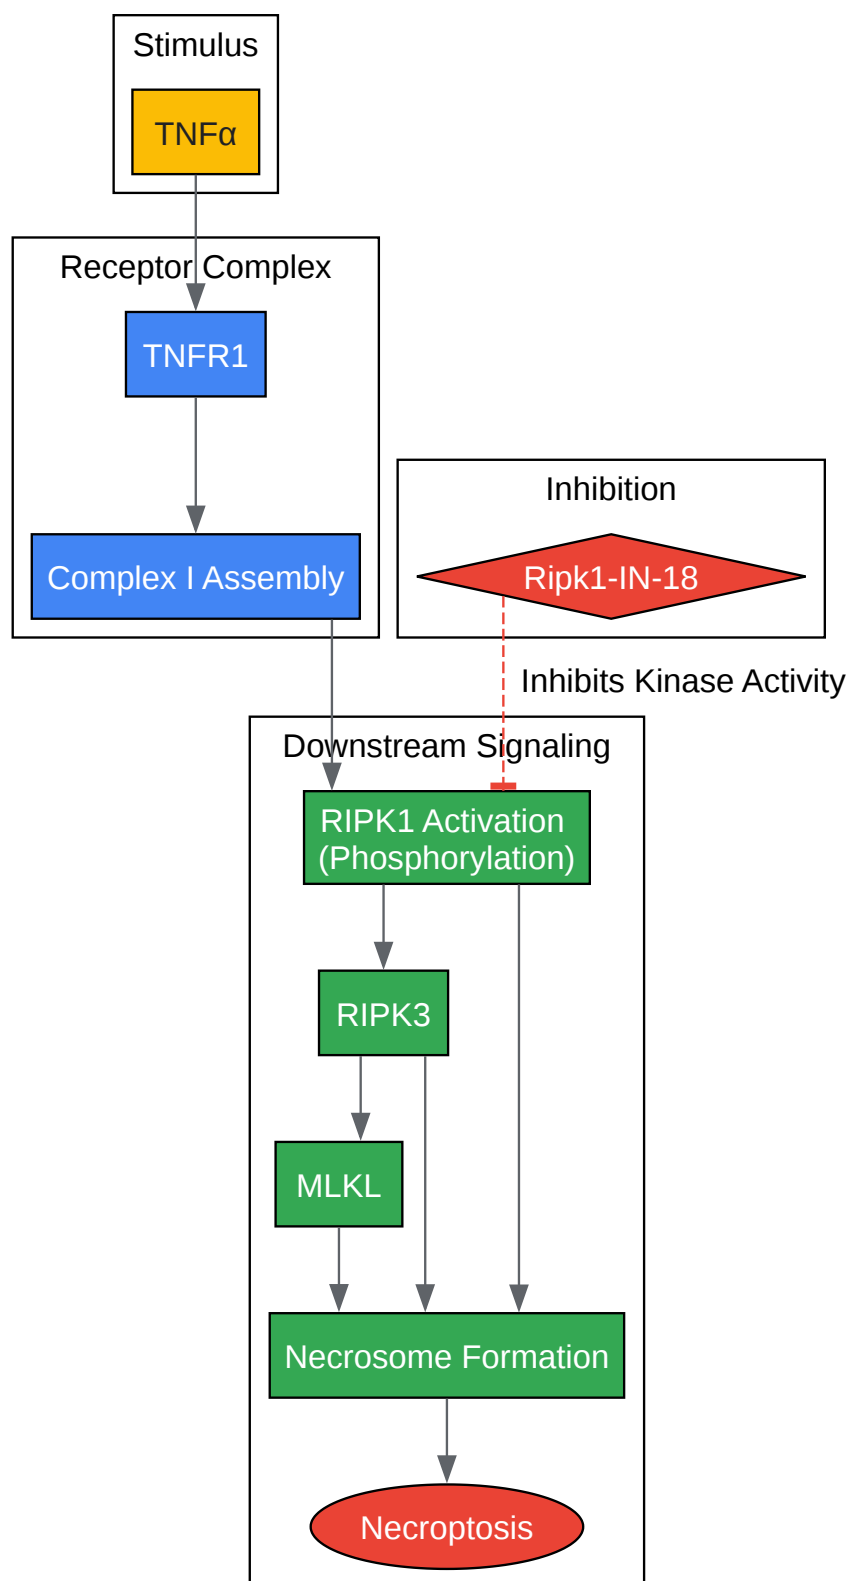 Stimulus
TNFα
Receptor Complex
TNFR1
Inhibition
Complex I Assembly
Ripk1-IN-18
Inhibits Kinase Activity
Downstream Signaling
RIPK1 Activation
(Phosphorylation)
RIPK3
MLKL
Necrosome Formation
Necroptosis